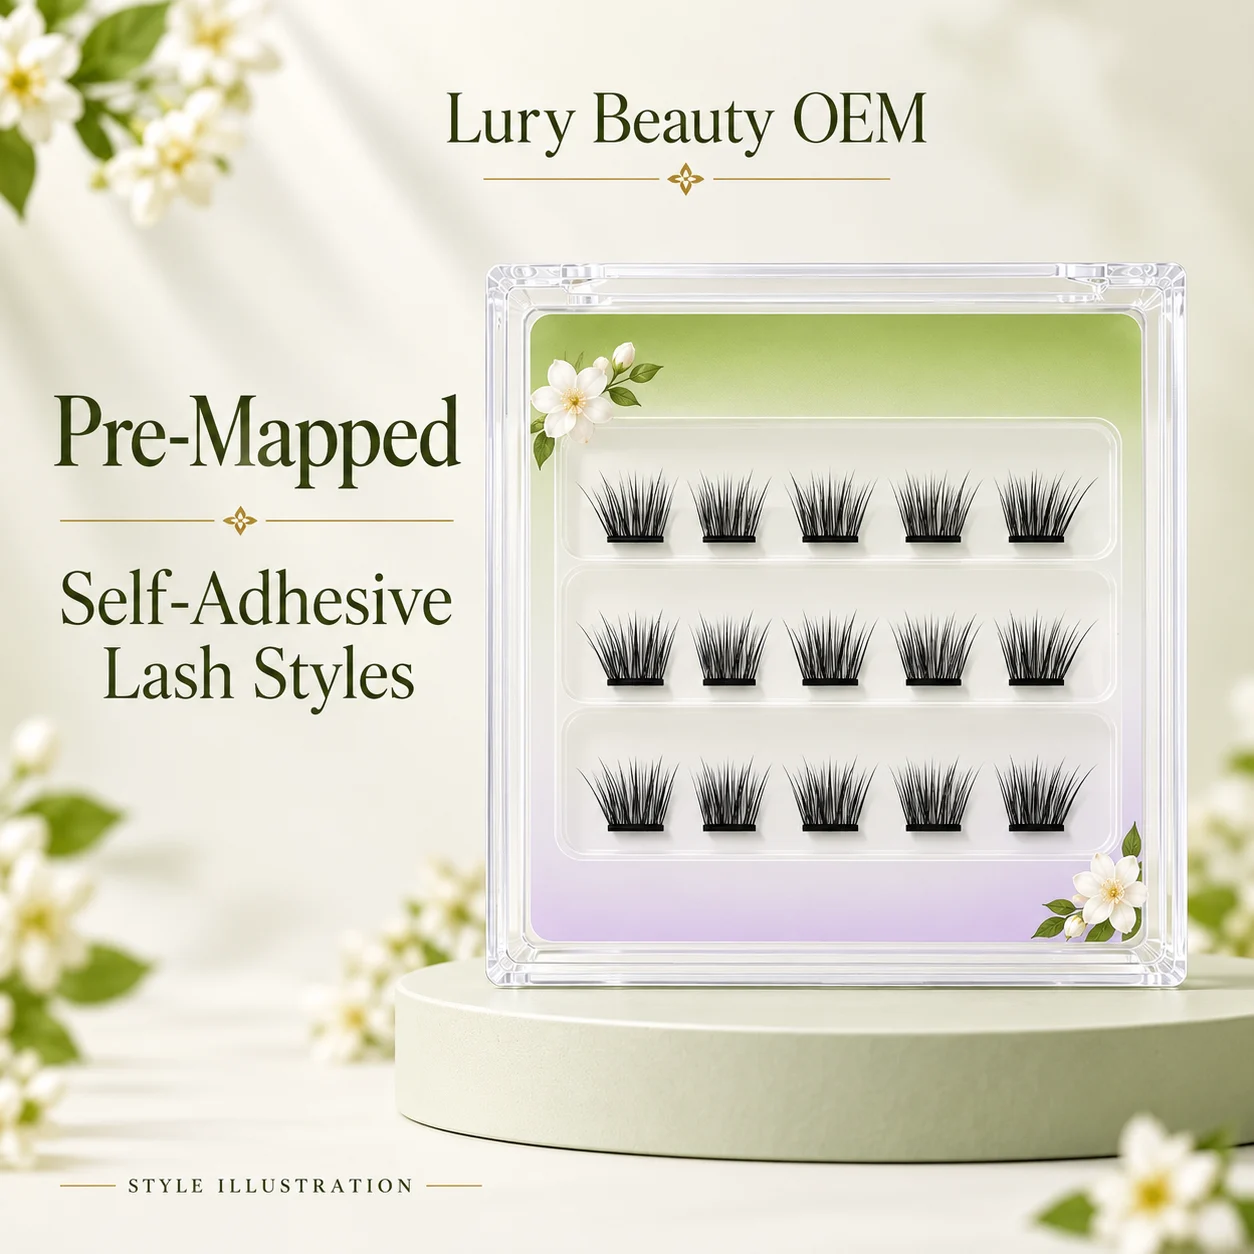 Lury Beauty OEM
Pre-Mapped
Self-Adhesive
Lash Styles
STYLE ILLUSTRATION